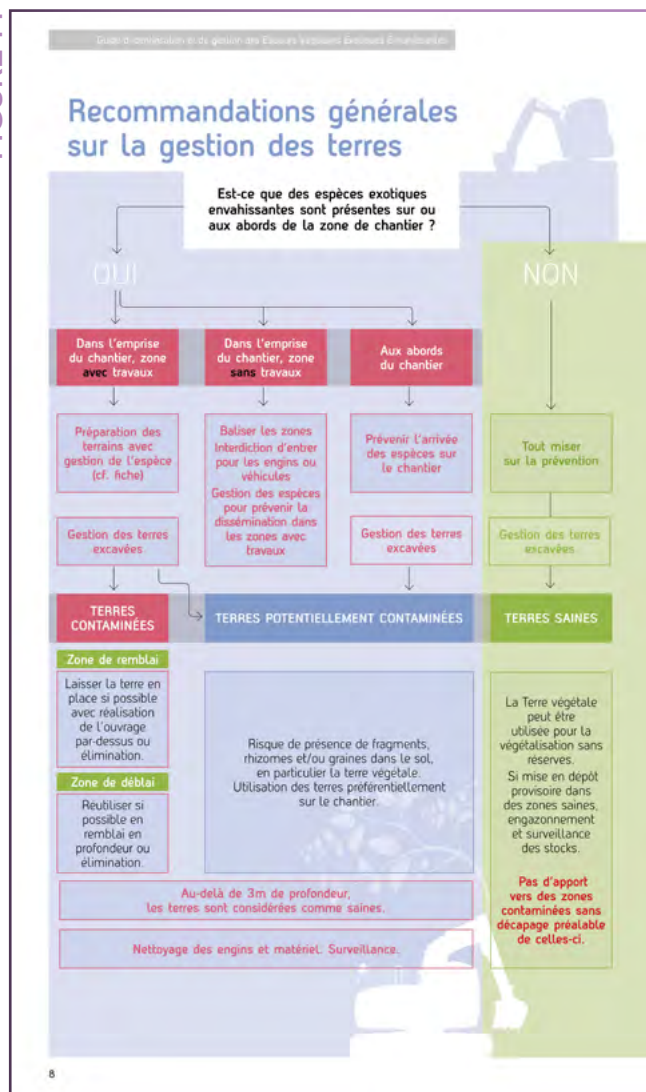 Guide d'identification et de gestion des Espèces Végétales Exotiques Envahissantes
Recommandations générales
sur la gestion des terres
Est-ce que des espèces exotiques
envahissantes sont présentes sur ou
aux abords de la zone de chantier ?
OUI
NON
Dans l'emprise
du chantier, zone
avec travaux
Dans l'emprise
du chantier, zone
sans travaux
Aux abords
du chantier
Préparation des
terrains avec
gestion de l'espèce
(cf. fiche)
Baliser les zones
Interdiction d'entrer
pour les engins ou
véhicules
Gestion des espèces
pour prévenir la
dissémination dans
les zones avec
travaux
Prévenir l'arrivée
des espèces sur
le chantier
Tout miser
sur la prévention
Gestion des terres
excavées
Gestion des terres
excavées
Gestion des terres
excavées
TERRES
CONTAMINÉES
TERRES POTENTIELLEMENT CONTAMINÉES
TERRES SAINES
Zone de remblai
Laisser la terre en
place si possible
avec réalisation
de l'ouvrage
par-dessus ou
élimination.
Zone de déblai
Réutiliser si
possible en
remblai en
profondeur ou
élimination.
Risque de présence de fragments,
rhizomes et/ou graines dans le sol,
en particulier la terre végétale.
Utilisation des terres préférentiellement
sur le chantier.
La Terre végétale
peut être
utilisée pour la
végétalisation sans
réserves.
Si mise en dépôt
provisoire dans
des zones saines,
engazonnement
et surveillance
des stocks.
Pas d'apport
vers des zones
contaminées sans
décapage préalable
de celles-ci.
Au-delà de 3m de profondeur,
les terres sont considérées comme saines.
Nettoyage des engins et matériel. Surveillance.
8